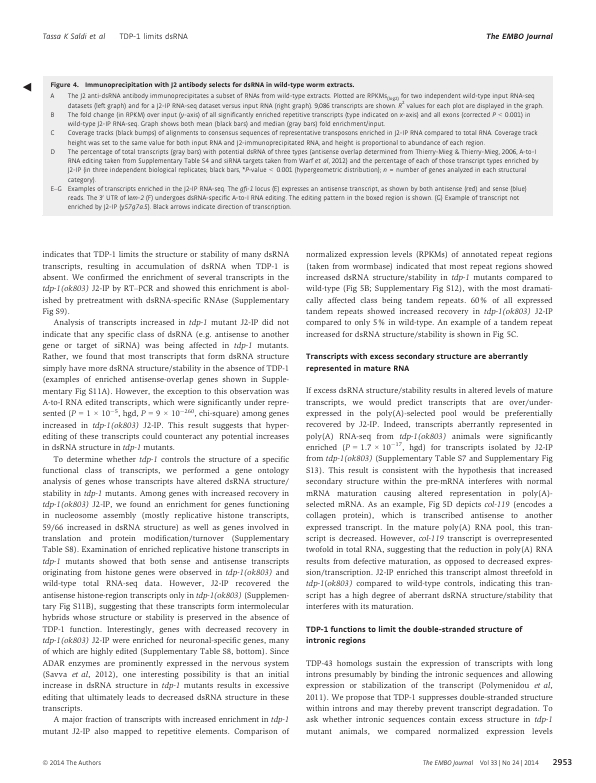 Tassa K Saldi et al TDP-1 limits dsRNA The EMBO Journal
Figure 4. Immunoprecipitation with J2 antibody selects for dsRNA in wild-type worm extracts.
A The J2 anti-dsRNA antibody immunoprecipitates a subset of RNAs from wild-type extracts. Plotted are RPKMs(log2) for two independent wild-type input RNA-seq
datasets (left graph) and for a J2-IP RNA-seq dataset versus input RNA (right graph). 9,086 transcripts are shown. R² values for each plot are displayed in the graph.
B The fold change (in RPKM) over input (y-axis) of all significantly enriched repetitive transcripts (type indicated on x-axis) and all exons (corrected P < 0.001) in
wild-type J2-IP RNA-seq. Graph shows both mean (black bars) and median (gray bars) fold enrichment/input.
C Coverage tracks (black bumps) of alignments to consensus sequences of representative transposons enriched in J2-IP RNA compared to total RNA. Coverage track
height was set to the same value for both input RNA and J2-immunoprecipitated RNA, and height is proportional to abundance of each region.
D The percentage of total transcripts (gray bars) with potential dsRNA of three types (antisense overlap determined from Thierry-Mieg & Thierry-Mieg, 2006, A-to-I
RNA editing taken from Supplementary Table S4 and siRNA targets taken from Warf et al, 2012) and the percentage of each of those transcript types enriched by
J2-IP (in three independent biological replicates; black bars, *P-value < 0.001 (hypergeometric distribution); n = number of genes analyzed in each structural
category).
E–G Examples of transcripts enriched in the J2-IP RNA-seq. The gfi-2 locus (E) expresses an antisense transcript, as shown by both antisense (red) and sense (blue)
reads. The 3′ UTR of lem-2 (F) undergoes dsRNA-specific A-to-I RNA editing. The editing pattern in the boxed region is shown. (G) Example of transcript not
enriched by J2-IP (y57g7a.5). Black arrows indicate direction of transcription.
indicates that TDP-1 limits the structure or stability of many dsRNA
transcripts, resulting in accumulation of dsRNA when TDP-1 is
absent. We confirmed the enrichment of several transcripts in the
tdp-1(ok803) J2-IP by RT–PCR and showed this enrichment is abol-
ished by pretreatment with dsRNA-specific RNAse (Supplementary
Fig S9).
Analysis of transcripts increased in tdp-1 mutant J2-IP did not
indicate that any specific class of dsRNA (e.g. antisense to another
gene or target of siRNA) was being affected in tdp-1 mutants.
Rather, we found that most transcripts that form dsRNA structure
simply have more dsRNA structure/stability in the absence of TDP-1
(examples of enriched antisense-overlap genes shown in Supple-
mentary Fig S11A). However, the exception to this observation was
A-to-I RNA edited transcripts, which were significantly under repre-
sented (P = 1 × 10⁻⁵, hgd, P = 9 × 10⁻²⁶⁰, chi-square) among genes
increased in tdp-1(ok803) J2-IP. This result suggests that hyper-
editing of these transcripts could counteract any potential increases
in dsRNA structure in tdp-1 mutants.
To determine whether tdp-1 controls the structure of a specific
functional class of transcripts, we performed a gene ontology
analysis of genes whose transcripts have altered dsRNA structure/
stability in tdp-1 mutants. Among genes with increased recovery in
tdp-1(ok803) J2-IP, we found an enrichment for genes functioning
in nucleosome assembly (mostly replicative histone transcripts,
59/66 increased in dsRNA structure) as well as genes involved in
translation and protein modification/turnover (Supplementary
Table S8). Examination of enriched replicative histone transcripts in
tdp-1 mutants showed that both sense and antisense transcripts
originating from histone genes were observed in tdp-1(ok803) and
wild-type total RNA-seq data. However, J2-IP recovered the
antisense histone-region transcripts only in tdp-1(ok803) (Supplemen-
tary Fig S11B), suggesting that these transcripts form intermolecular
hybrids whose structure or stability is preserved in the absence of
TDP-1 function. Interestingly, genes with decreased recovery in
tdp-1(ok803) J2-IP were enriched for neuronal-specific genes, many
of which are highly edited (Supplementary Table S8, bottom). Since
ADAR enzymes are prominently expressed in the nervous system
(Savva et al, 2012), one interesting possibility is that an initial
increase in dsRNA structure in tdp-1 mutants results in excessive
editing that ultimately leads to decreased dsRNA structure in these
transcripts.
A major fraction of transcripts with increased enrichment in tdp-1
mutant J2-IP also mapped to repetitive elements. Comparison of
normalized expression levels (RPKMs) of annotated repeat regions
(taken from wormbase) indicated that most repeat regions showed
increased dsRNA structure/stability in tdp-1 mutants compared to
wild-type (Fig 5B; Supplementary Fig S12), with the most dramati-
cally affected class being tandem repeats. 60% of all expressed
tandem repeats showed increased recovery in tdp-1(ok803) J2-IP
compared to only 5% in wild-type. An example of a tandem repeat
increased for dsRNA structure/stability is shown in Fig 5C.
Transcripts with excess secondary structure are aberrantly
represented in mature RNA
If excess dsRNA structure/stability results in altered levels of mature
transcripts, we would predict transcripts that are over/under-
expressed in the poly(A)-selected pool would be preferentially
recovered by J2-IP. Indeed, transcripts aberrantly represented in
poly(A) RNA-seq from tdp-1(ok803) animals were significantly
enriched (P = 1.7 × 10⁻¹⁷, hgd) for transcripts isolated by J2-IP
from tdp-1(ok803) (Supplementary Table S7 and Supplementary Fig
S13). This result is consistent with the hypothesis that increased
secondary structure within the pre-mRNA interferes with normal
mRNA maturation causing altered representation in poly(A)-
selected mRNA. As an example, Fig 5D depicts col-119 (encodes a
collagen protein), which is transcribed antisense to another
expressed transcript. In the mature poly(A) RNA pool, this tran-
script is decreased. However, col-119 transcript is overrepresented
twofold in total RNA, suggesting that the reduction in poly(A) RNA
results from defective maturation, as opposed to decreased expres-
sion/transcription. J2-IP enriched this transcript almost threefold in
tdp-1(ok803) compared to wild-type controls, indicating this tran-
script has a high degree of aberrant dsRNA structure/stability that
interferes with its maturation.
TDP-1 functions to limit the double-stranded structure of
intronic regions
TDP-43 homologs sustain the expression of transcripts with long
introns presumably by binding the intronic sequences and allowing
expression or stabilization of the transcript (Polymenidou et al,
2011). We propose that TDP-1 suppresses double-stranded structure
within introns and may thereby prevent transcript degradation. To
ask whether intronic sequences contain excess structure in tdp-1
mutant animals, we compared normalized expression levels
© 2014 The Authors The EMBO Journal Vol 33 | No 24 | 2014 2953